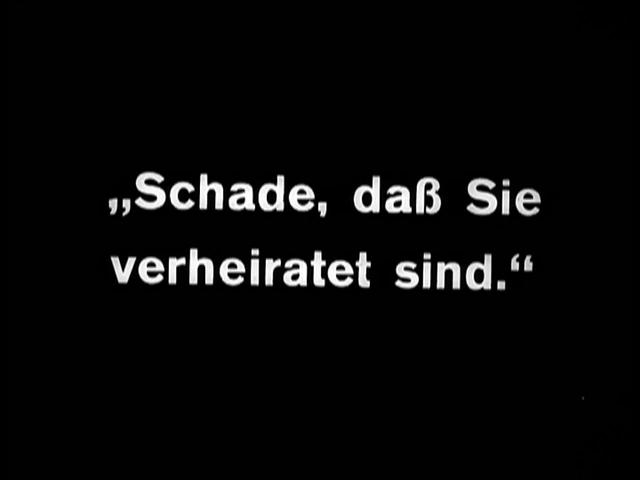 „Schade, daß Sie
verheiratet sind.“